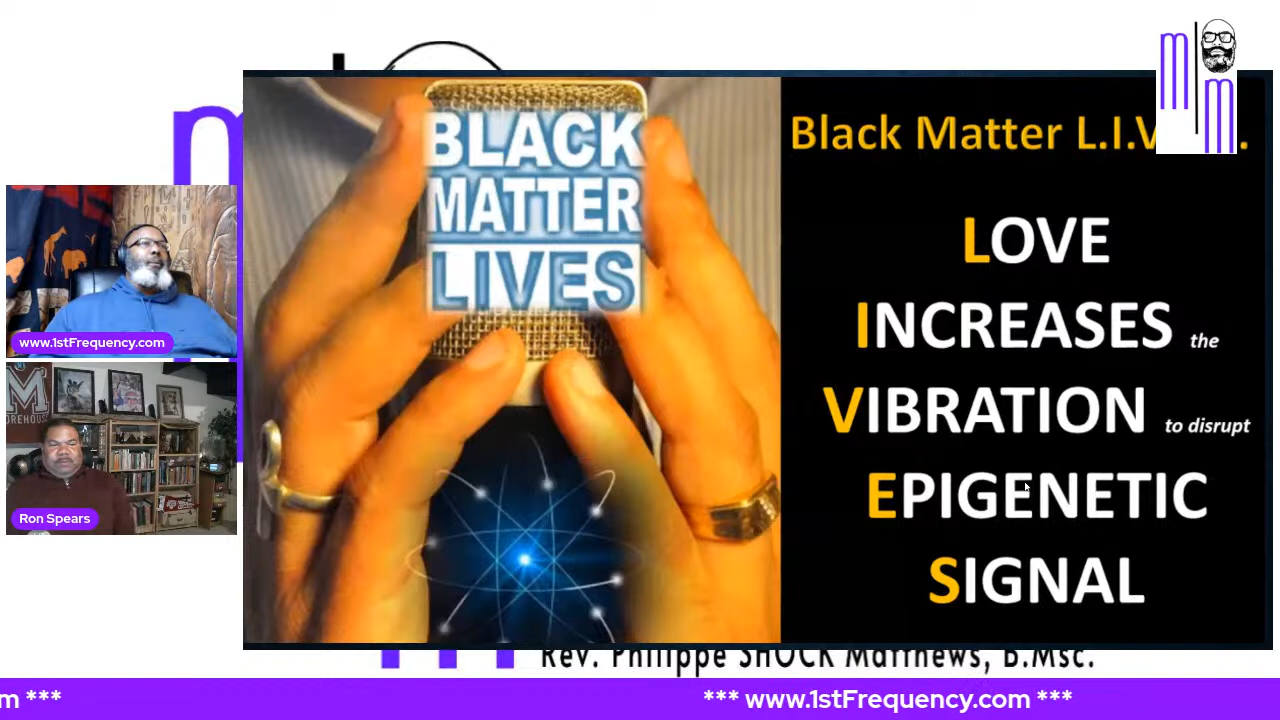 BLACK
MATTER
LIVES
Black Matter L.I.V
LOVE
INCREASES the
VIBRATION to disrupt
EPIGENETIC
SIGNAL
www.1stFrequency.com
M
Ron Spears
Rev. Philippe SHOCK Matthews, B.Msc.
m *** *** www.1stFrequency.com ***